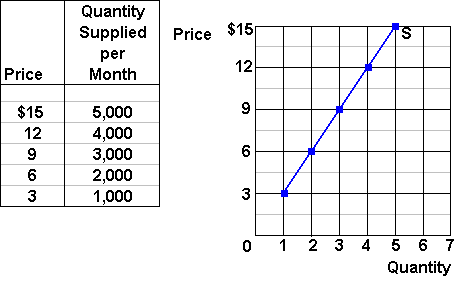 Price
Quantity
Supplied
per
Month
$15 5,000
12 4,000
9 3,000
6 2,000
3 1,000
Price
$15
12
9
6
3
S
0 1 2 3 4 5 6 7
Quantity